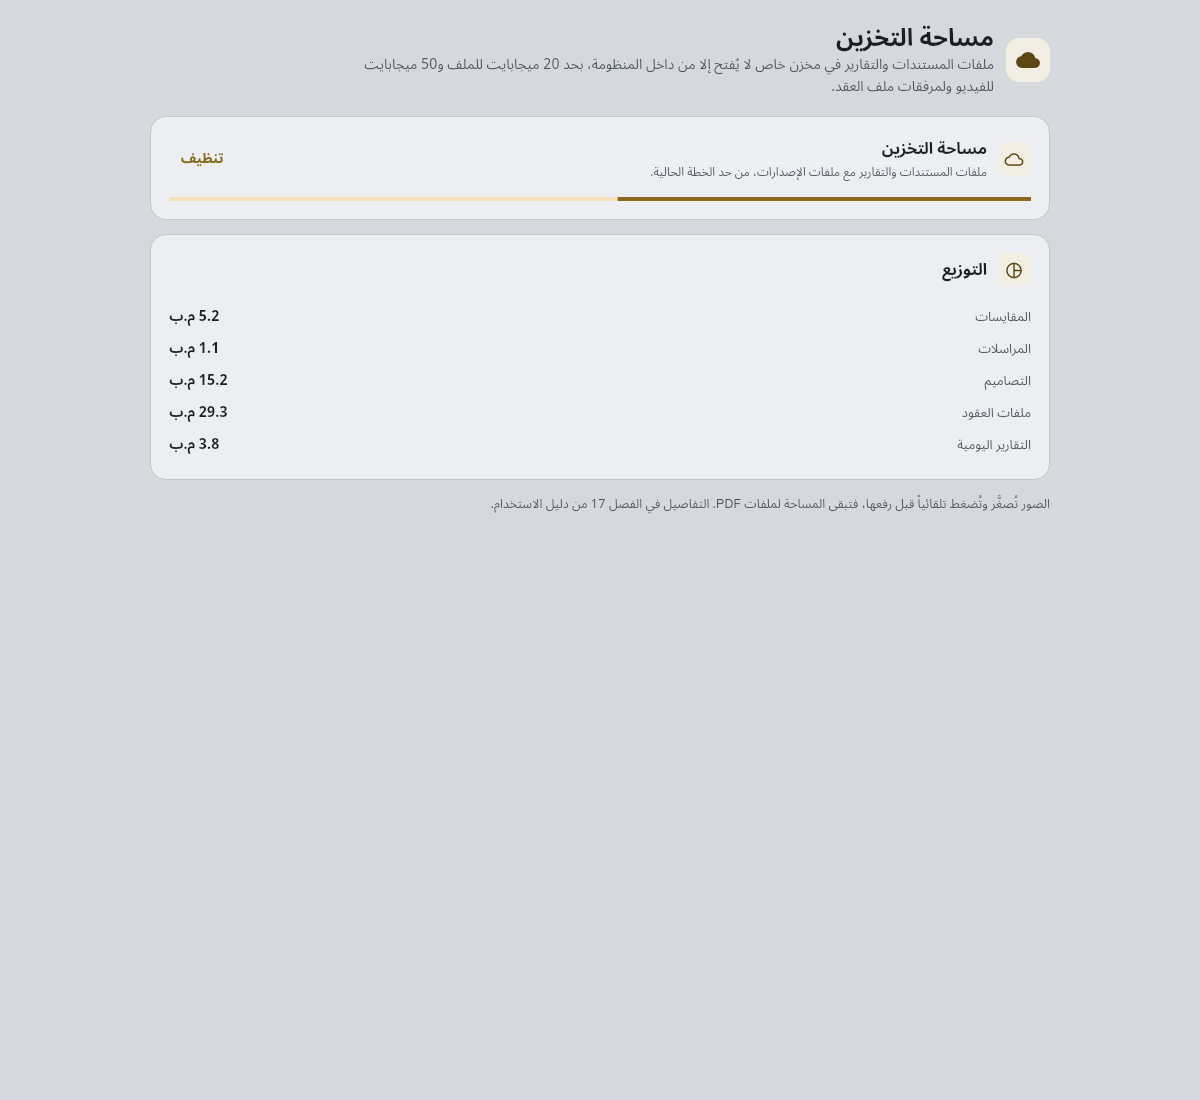 مساحة التخزين
ملفات المستندات والتقارير في مخزن خاص لا يُفتح إلا من داخل المنظومة، بحد 20 ميجابايت للملف و50 ميجابايت
للفيديو ولمرفقات ملف العقد.
مساحة التخزين
تنظيف
ملفات المستندات والتقارير مع ملفات الإصدارات، من حد الخطة الحالية.
التوزيع
المقايسات 5.2 م.ب
المراسلات 1.1 م.ب
التصاميم 15.2 م.ب
ملفات العقود 29.3 م.ب
التقارير اليومية 3.8 م.ب
الصور تُصغَّر وتُضغط تلقائياً قبل رفعها، فتبقى المساحة لملفات PDF. التفاصيل في الفصل 17 من دليل الاستخدام.